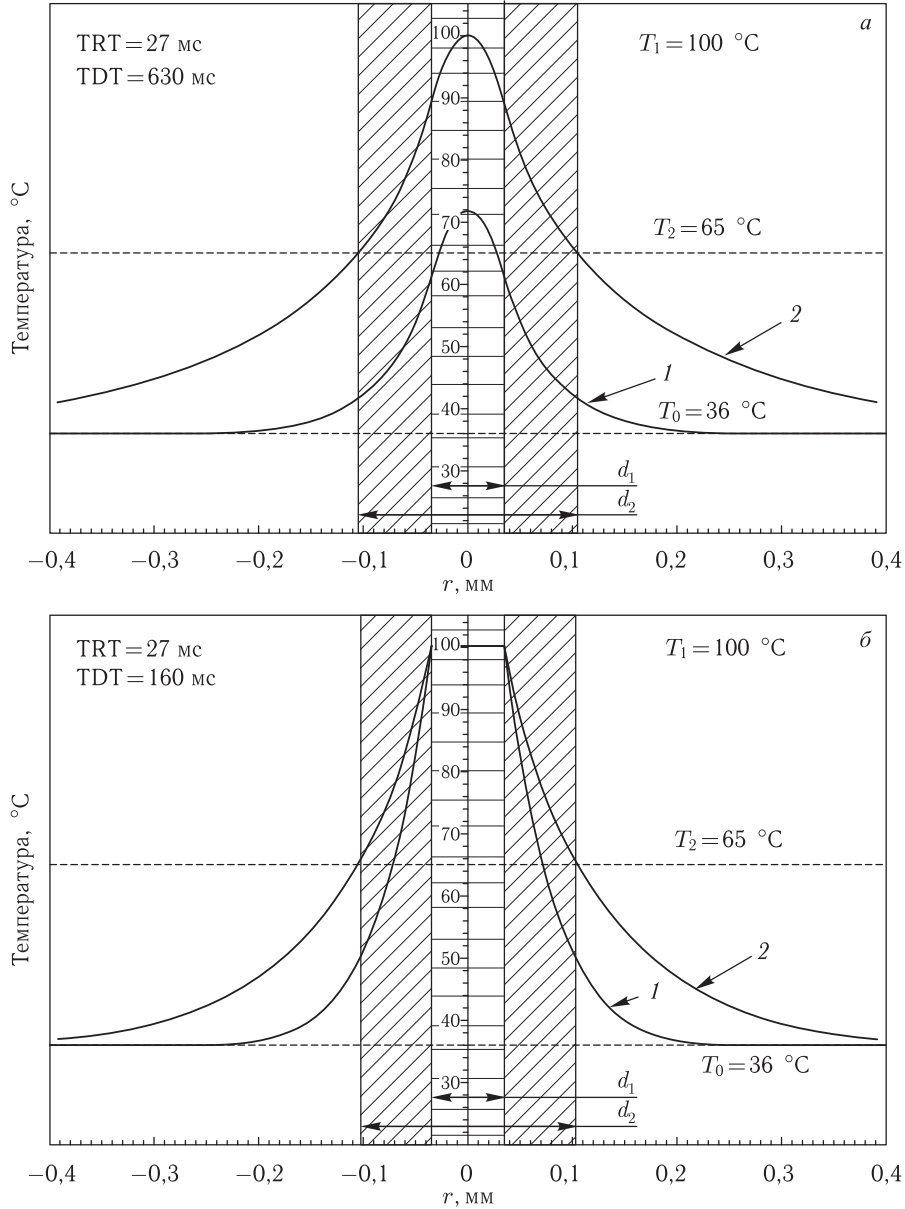 а
TRT = 27 мс
TDT = 630 мс
T1 = 100 °C
100
90
80
70
60
50
40
30
T2 = 65 °C
2
1
T0 = 36 °C
d1
d2
Температура, °C
−0,4 −0,3 −0,2 −0,1 0 0,1 0,2 0,3 0,4
r, мм
б
TRT = 27 мс
TDT = 160 мс
T1 = 100 °C
100
90
80
70
60
50
40
30
T2 = 65 °C
2
1
T0 = 36 °C
d1
d2
Температура, °C
−0,4 −0,3 −0,2 −0,1 0 0,1 0,2 0,3 0,4
r, мм